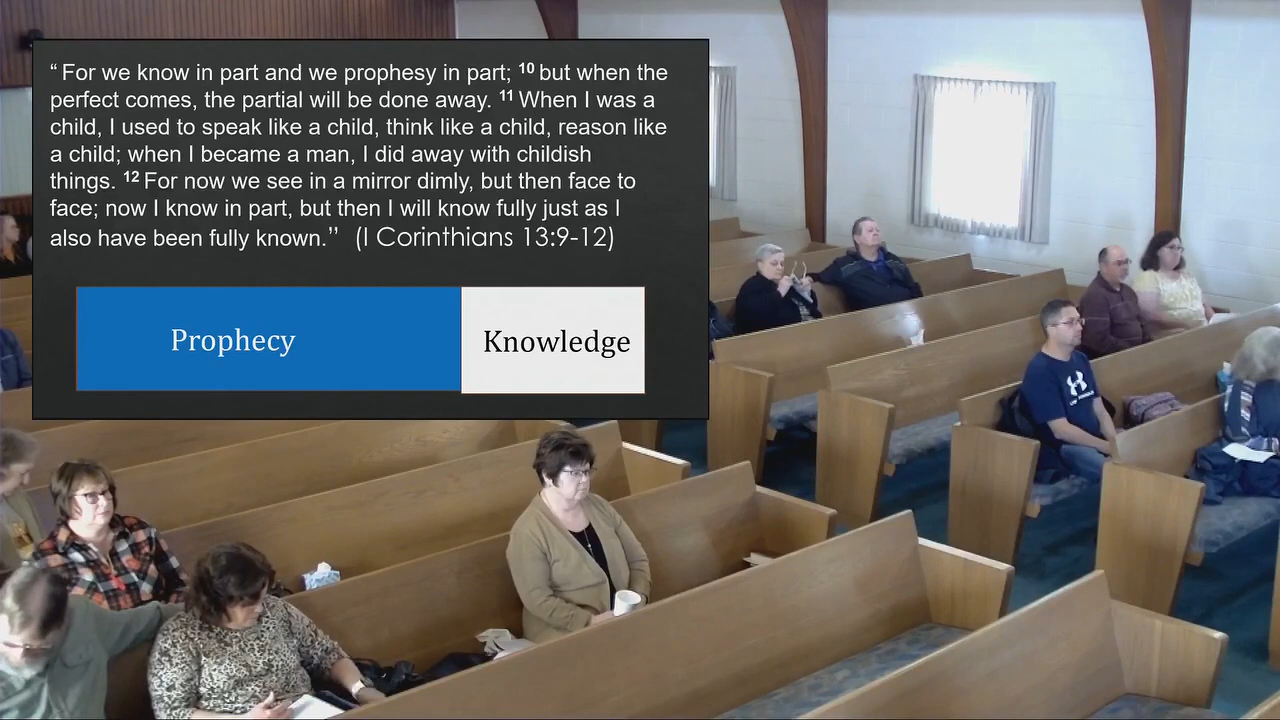 “ For we know in part and we prophesy in part; 10 but when the
perfect comes, the partial will be done away. 11 When I was a
child, I used to speak like a child, think like a child, reason like
a child; when I became a man, I did away with childish
things. 12 For now we see in a mirror dimly, but then face to
face; now I know in part, but then I will know fully just as I
also have been fully known.” (I Corinthians 13:9-12)
Prophecy
Knowledge